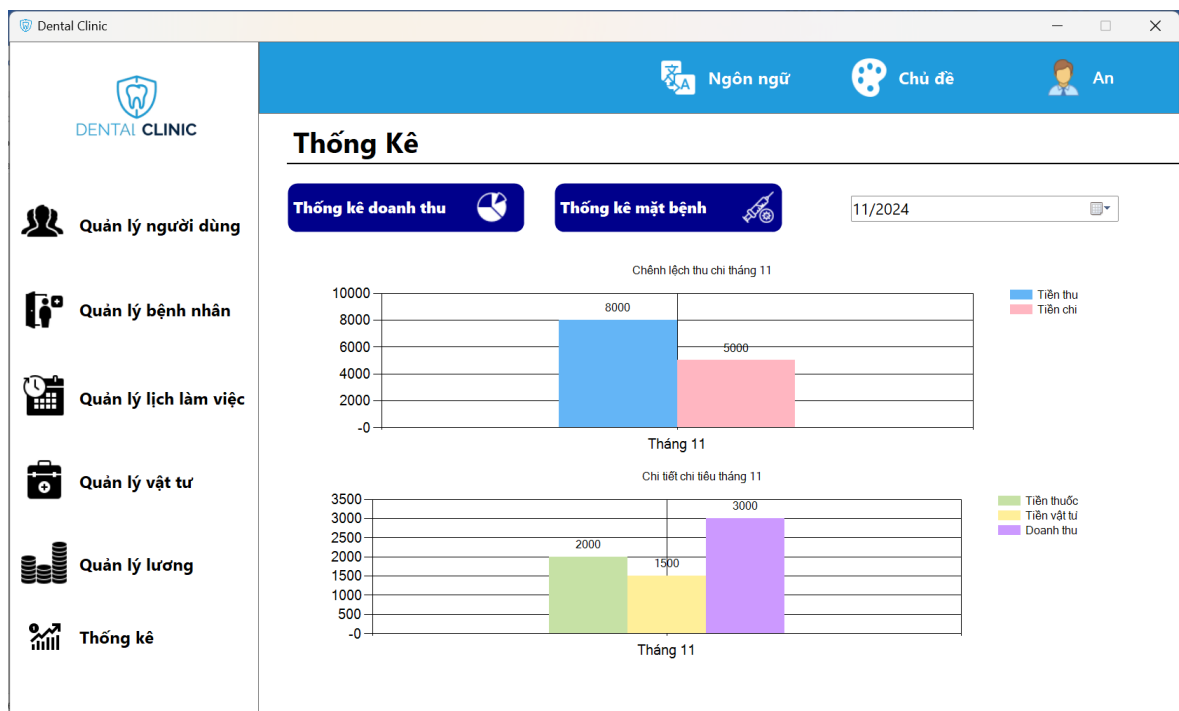 Dental Clinic
DENTAL CLINIC
Ngôn ngữ
Chủ đề
An
Thống Kê
Thống kê doanh thu
Thống kê mặt bệnh
11/2024
Quản lý người dùng
Quản lý bệnh nhân
Quản lý lịch làm việc
Quản lý vật tư
Quản lý lương
Thống kê
Chênh lệch thu chi tháng 11
10000
8000
6000
4000
2000
-0
8000
5000
Tháng 11
Tiền thu
Tiền chi
Chi tiết chi tiêu tháng 11
3500
3000
2500
2000
1500
1000
500
-0
2000
1500
3000
Tháng 11
Tiền thuốc
Tiền vật tư
Doanh thu